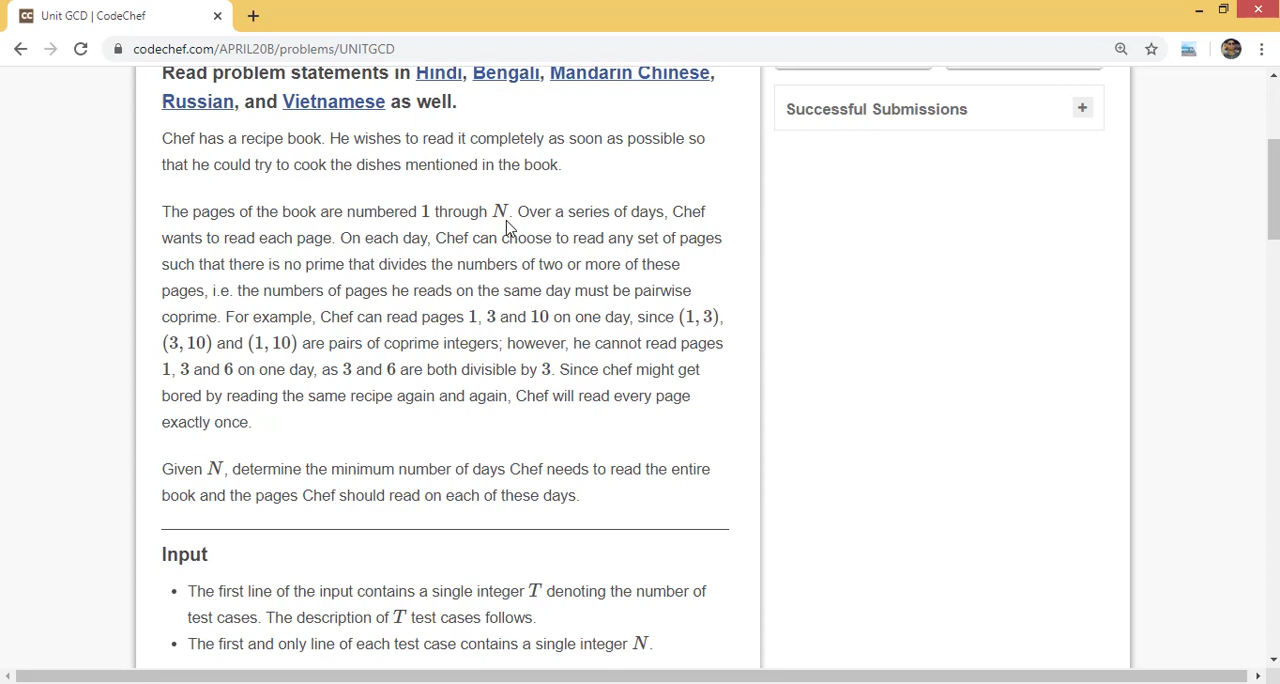 Unit GCD | CodeChef
codechef.com/APRIL20B/problems/UNITGCD
Read problem statements in Hindi, Bengali, Mandarin Chinese,
Russian, and Vietnamese as well.
Chef has a recipe book. He wishes to read it completely as soon as possible so
that he could try to cook the dishes mentioned in the book.
The pages of the book are numbered 1 through N. Over a series of days, Chef
wants to read each page. On each day, Chef can choose to read any set of pages
such that there is no prime that divides the numbers of two or more of these
pages, i.e. the numbers of pages he reads on the same day must be pairwise
coprime. For example, Chef can read pages 1, 3 and 10 on one day, since (1, 3),
(3, 10) and (1, 10) are pairs of coprime integers; however, he cannot read pages
1, 3 and 6 on one day, as 3 and 6 are both divisible by 3. Since chef might get
bored by reading the same recipe again and again, Chef will read every page
exactly once.
Given N, determine the minimum number of days Chef needs to read the entire
book and the pages Chef should read on each of these days.
Input
• The first line of the input contains a single integer T denoting the number of
test cases. The description of T test cases follows.
• The first and only line of each test case contains a single integer N.
Successful Submissions